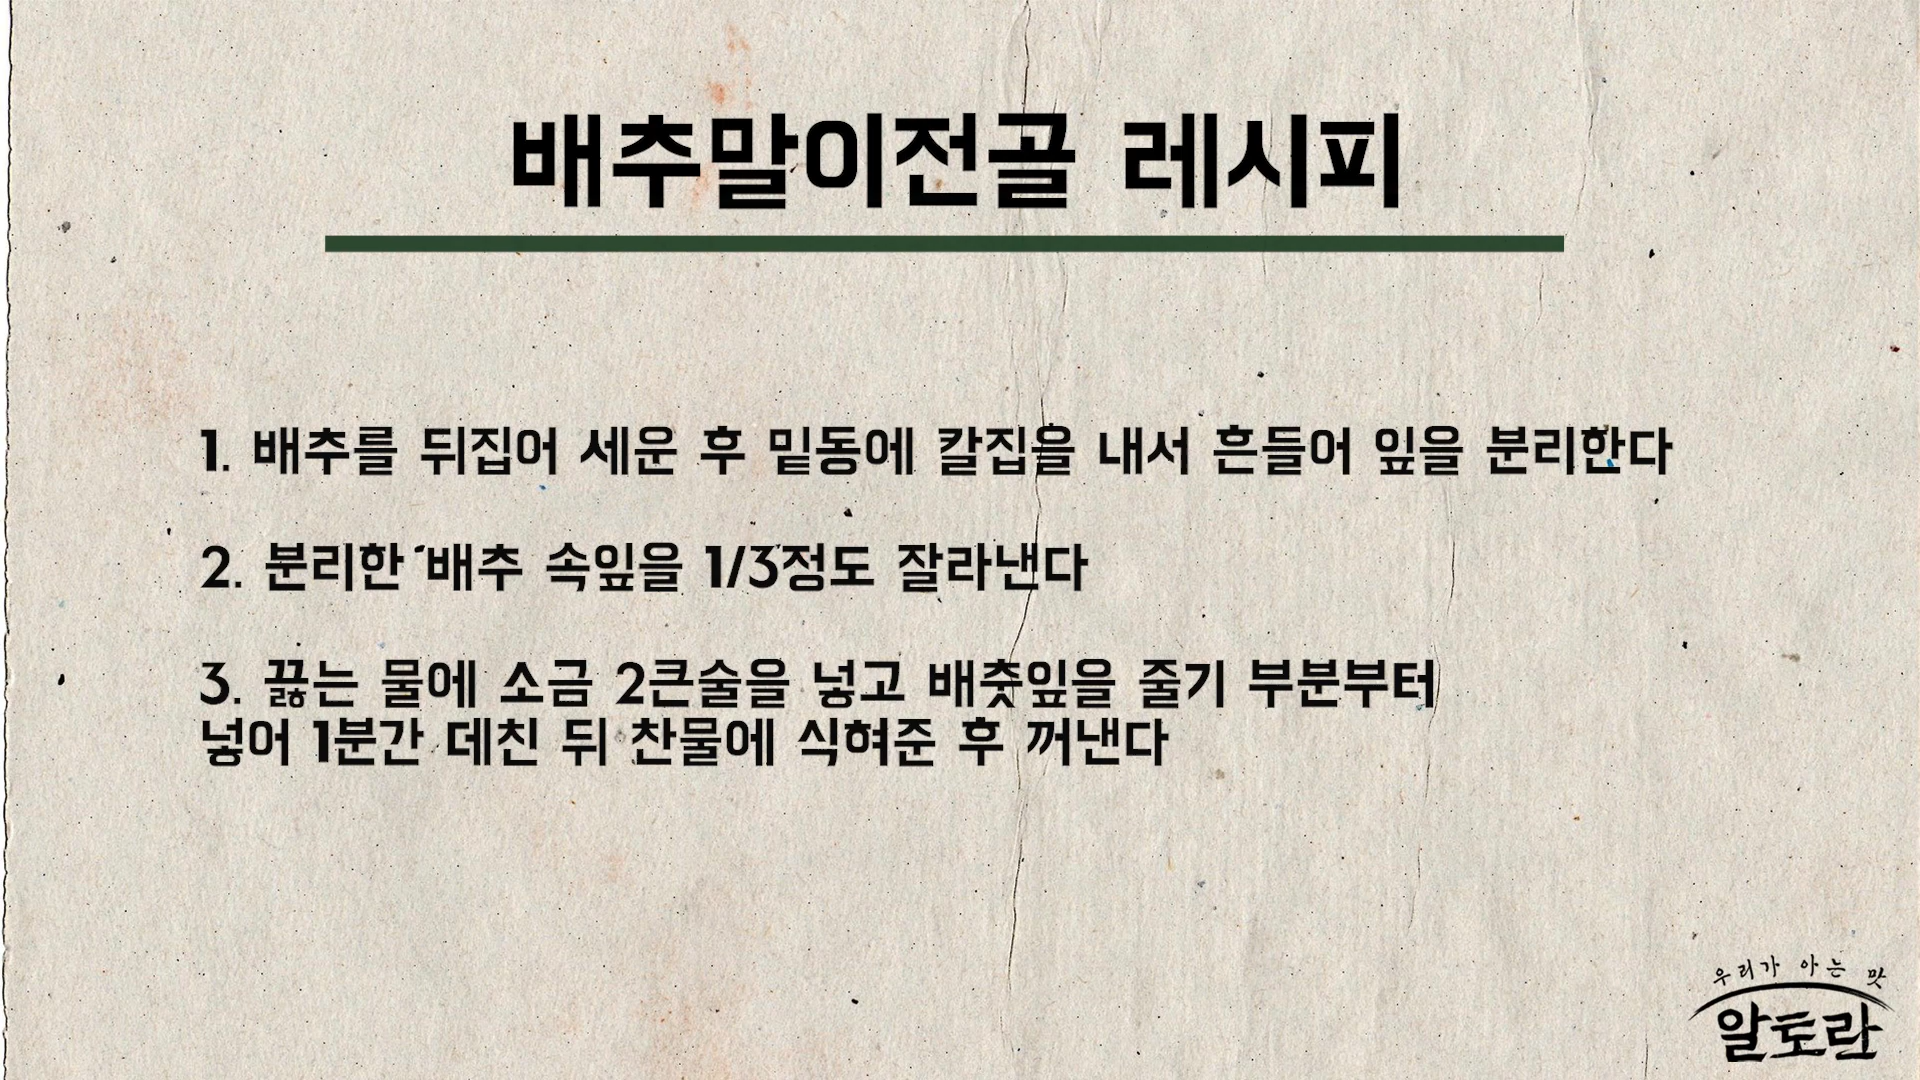 배추말이전골 레시피
1. 배추를 뒤집어 세운 후 밑동에 칼집을 내서 흔들어 잎을 분리한다
2. 분리한 배추 속잎을 1/3정도 잘라낸다
3. 끓는 물에 소금 2큰술을 넣고 배춧잎을 줄기 부분부터
넣어 1분간 데친 뒤 찬물에 식혀준 후 꺼낸다
우리가 아는 맛
알토란